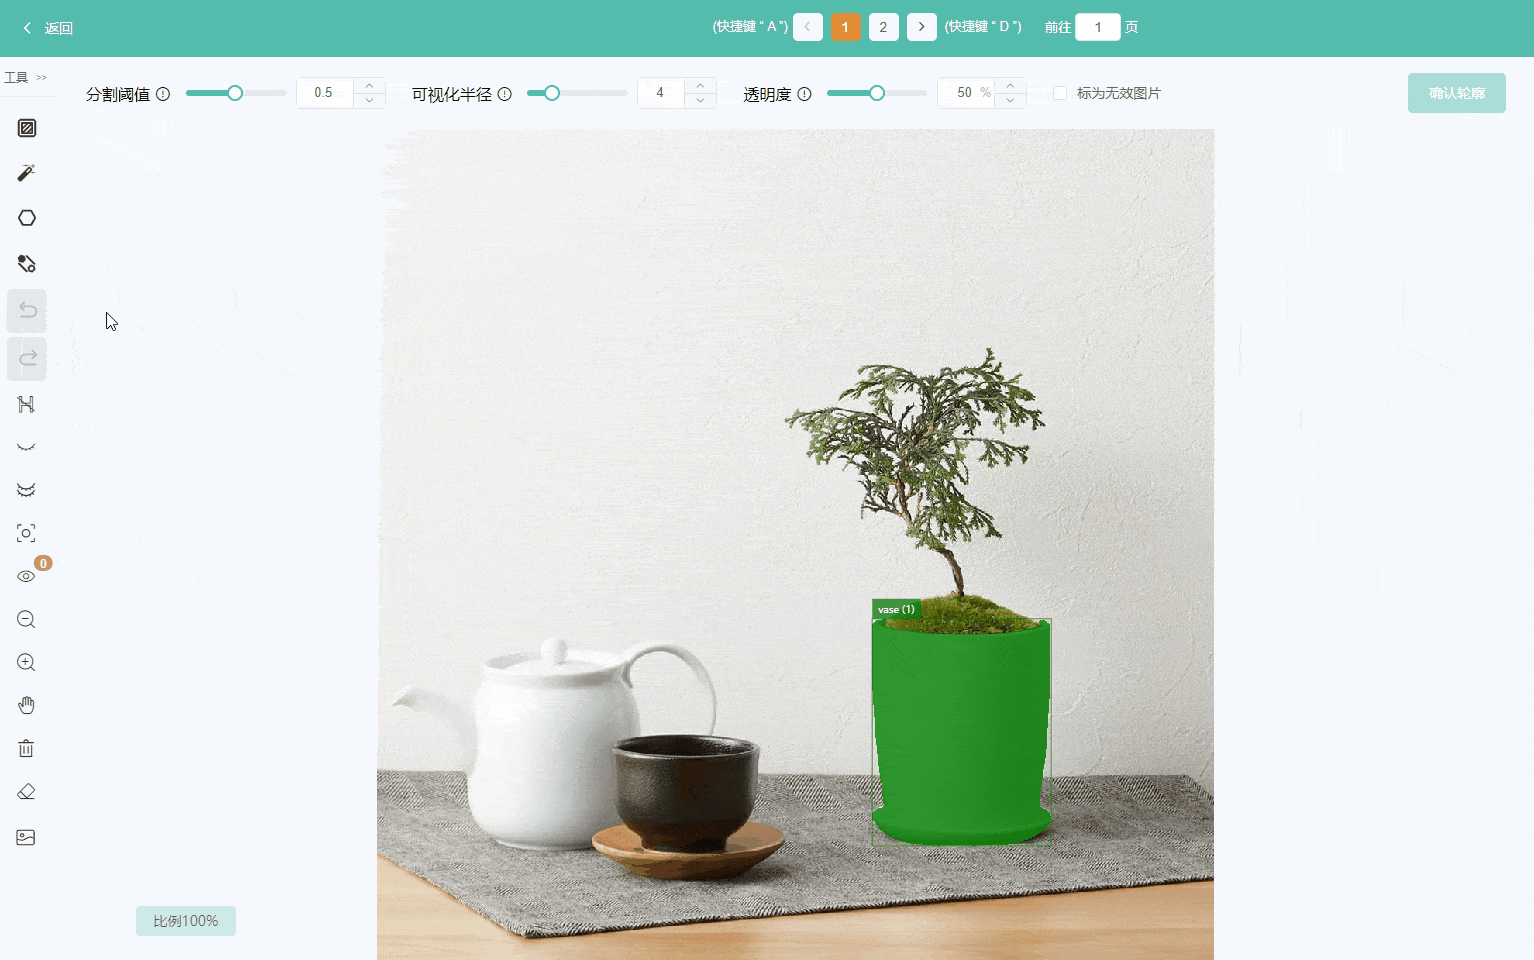 返回
(快捷键 “ A ”) 1 2 (快捷键 “ D ”) 前往 1 页
工具 >>
分割阈值 0.5 可视化半径 4 透明度 50 % 标为无效图片 确认轮廓
0
vase (1)
比例100%